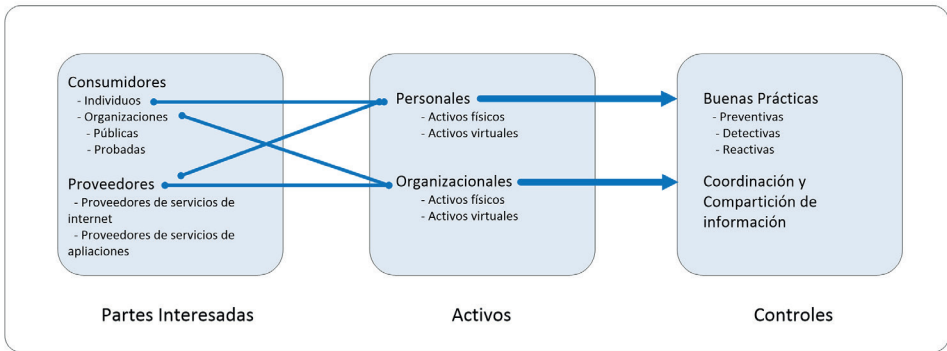 Consumidores
- Individuos
- Organizaciones
- Públicas
- Probadas
Proveedores
- Proveedores de servicios de
internet
- Proveedores de servicios de
apliaciones
Partes Interesadas
Personales
- Activos físicos
- Activos virtuales
Organizacionales
- Activos físicos
- Activos virtuales
Activos
Buenas Prácticas
- Preventivas
- Detectivas
- Reactivas
Coordinación y
Compartición de
información
Controles